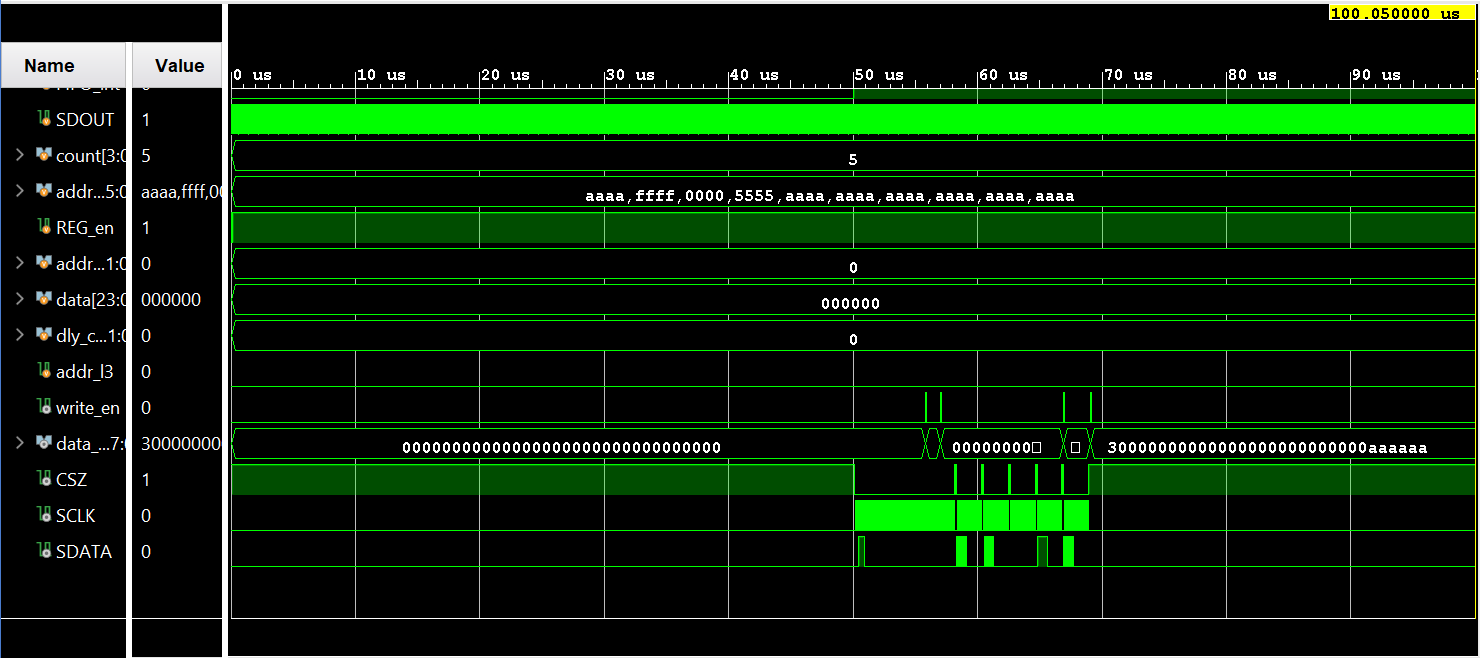 100.050000 us
Name Value
0 us 10 us 20 us 30 us 40 us 50 us 60 us 70 us 80 us 90 us
SDOUT 1
count[3:0 5 5
addr...5:0 aaaa,ffff,00 aaaa,ffff,0000,5555,aaaa,aaaa,aaaa,aaaa,aaaa,aaaa
REG_en 1
addr...1:0 0 0
data[23:0 000000 000000
dly_c...1:0 0 0
addr_l3 0
write_en 0
data_...7: 30000000 00000000000000000000000000000000 00000000 30000000000000000000000000aaaaaa
CSZ 1
SCLK 0
SDATA 0